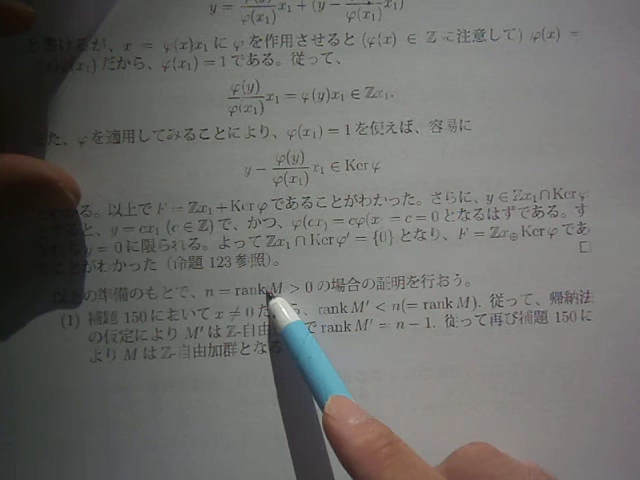 y = φ(y)/φ(x₁) x₁ + (y − φ(y)/φ(x₁) x₁)
と書けるが、x = φ(x)x₁ に φ を作用させると (φ(x) ∈ ℤ に注意して) φ(x) =
φ(x₁) だから、φ(x₁) = 1 である。従って、
φ(y)/φ(x₁) x₁ = φ(y)x₁ ∈ ℤx₁.
また、φ を適用してみることにより、φ(x₁) = 1 を使えば、容易に
y − φ(y)/φ(x₁) x₁ ∈ Ker φ
る。以上で F = ℤx₁ + Ker φ であることがわかった。さらに、y ∈ ℤx₁ ∩ Ker φ
と、y = cx₁ (c ∈ ℤ) で、かつ、φ(cx₁) = cφ(x = c = 0 となるはずである。す
y = 0 に限られる。よって ℤx₁ ∩ Ker φ' = {0} となり、F = ℤx⊕Ker φ であ
ことがわかった（命題 123 参照）。 □
以上の準備のもとで、n = rank M > 0 の場合の証明を行おう。
(1) 補題 150 において x ≠ 0 だ ら、rank M' < n(= rank M). 従って、帰納法
の仮定により M' は ℤ-自由 で rank M' = n − 1. 従って再び補題 150 に
より M は ℤ-自由加群となる